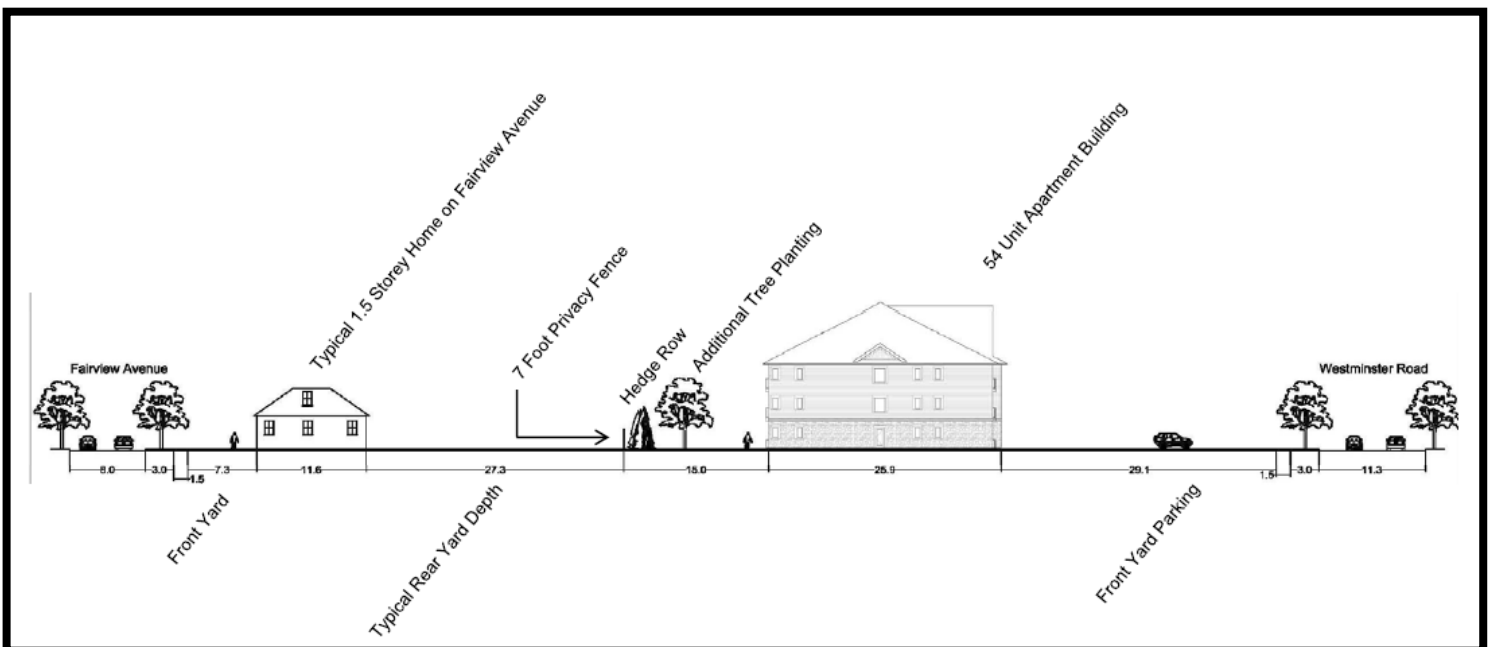 Typical 1.5 Storey Home on Fairview Avenue
7 Foot Privacy Fence
Hedge Row
Additional Tree Planting
54 Unit Apartment Building
Fairview Avenue
Westminster Road
3.0
7.3
11.6
27.3
15.0
25.9
29.1
3.0
11.3
1.5
1.5
Front Yard
Typical Rear Yard Depth
Front Yard Parking